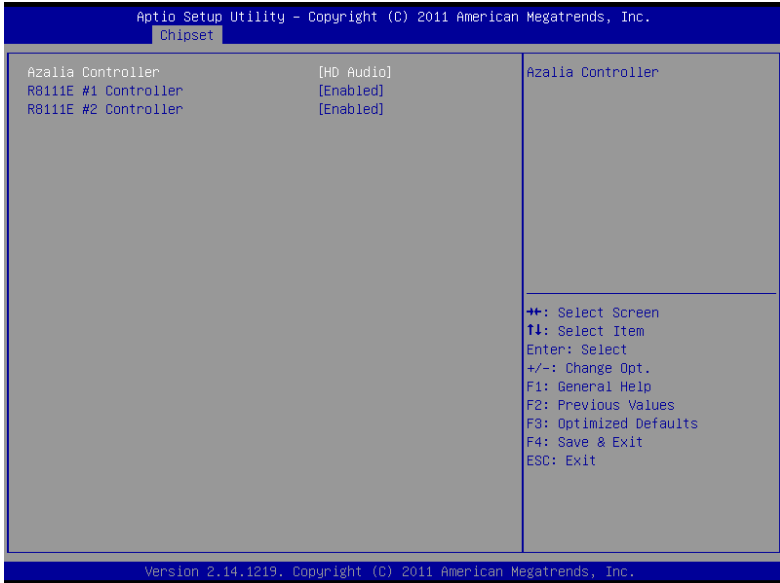 Aptio Setup Utility – Copyright (C) 2011 American Megatrends, Inc.
Chipset
Azalia Controller [HD Audio]
R8111E #1 Controller [Enabled]
R8111E #2 Controller [Enabled]
Azalia Controller
→←: Select Screen
↑↓: Select Item
Enter: Select
+/-: Change Opt.
F1: General Help
F2: Previous Values
F3: Optimized Defaults
F4: Save & Exit
ESC: Exit
Version 2.14.1219. Copyright (C) 2011 American Megatrends, Inc.